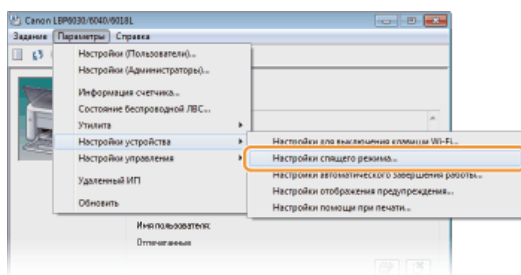 Canon LBP6030/6040/6018L
Задание Параметры Справка
Настройки (Пользователи)...
Настройки (Администраторы)...
Информация счетчика...
Состояние беспроводной ЛВС...
Утилита
Настройки устройства
Настройки управления
Удаленный ИП
Обновить
Настройки для выключения клавиши Wi-Fi...
Настройки спящего режима...
Настройки автоматического завершения работы...
Настройки отображения предупреждения...
Настройки помощи при печати...
Имя пользователя:
Отпечатанные